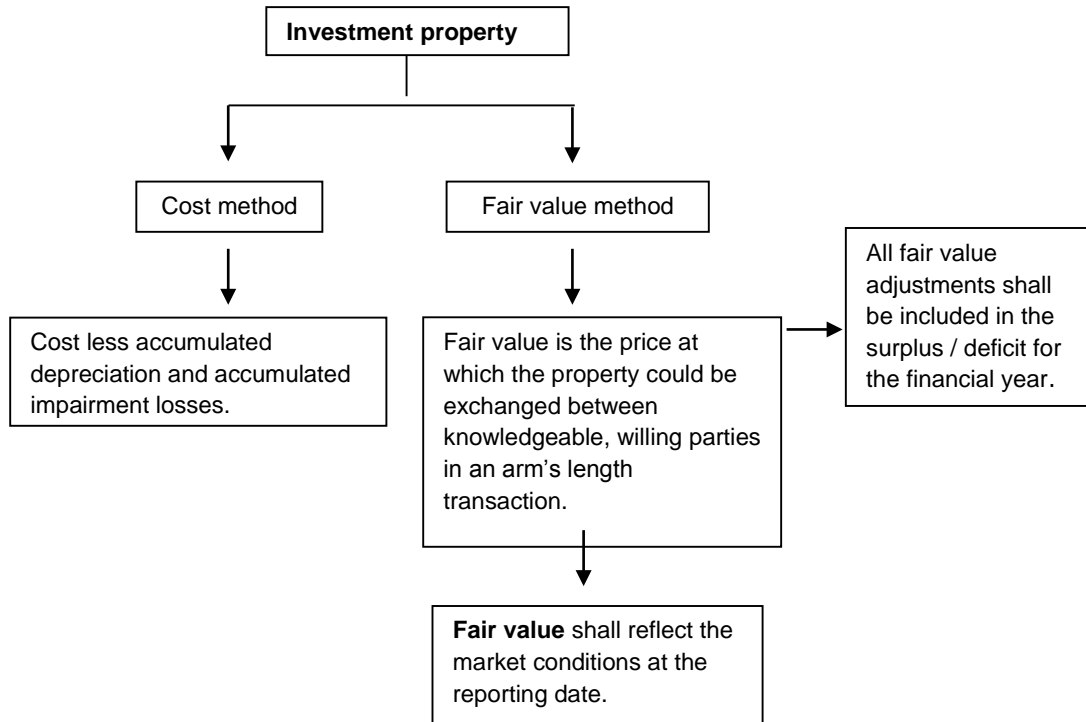 Investment property
Cost method
Fair value method
Cost less accumulated
depreciation and accumulated
impairment losses.
Fair value is the price at
which the property could be
exchanged between
knowledgeable, willing parties
in an arm’s length
transaction.
All fair value
adjustments shall
be included in the
surplus / deficit for
the financial year.
Fair value shall reflect the
market conditions at the
reporting date.